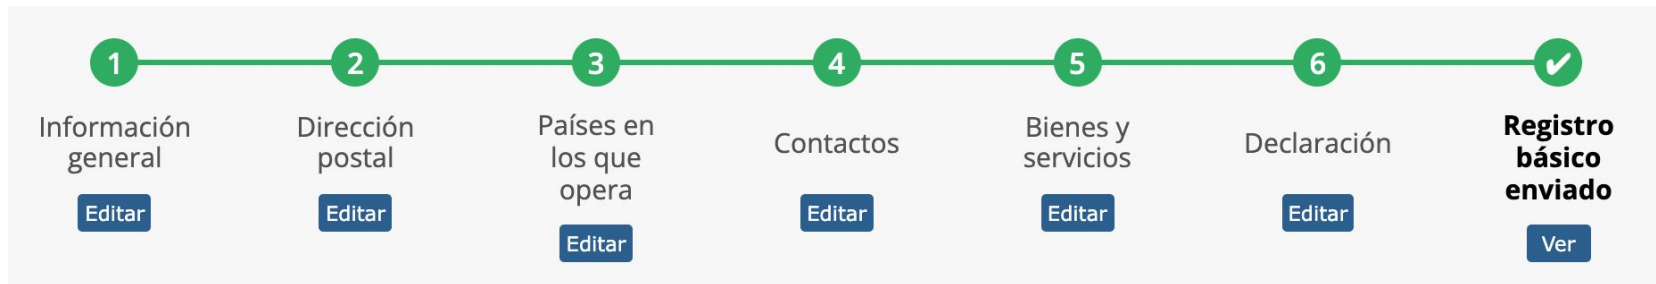 1
2
3
4
5
6
✔
Información
general
Editar
Dirección
postal
Editar
Países en
los que
opera
Editar
Contactos
Editar
Bienes y
servicios
Editar
Declaración
Editar
Registro
básico
enviado
Ver